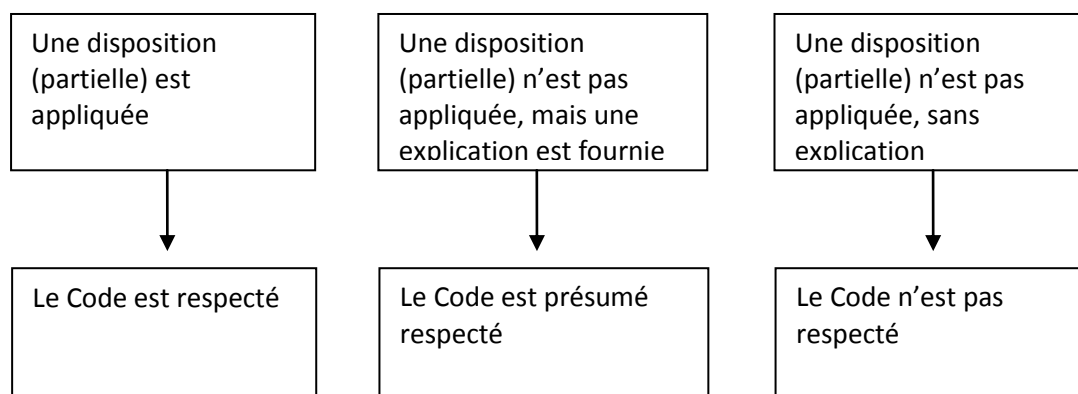 Une disposition
(partielle) est
appliquée
Une disposition
(partielle) n’est pas
appliquée, mais une
explication est fournie
Une disposition
(partielle) n’est pas
appliquée, sans
explication
Le Code est respecté
Le Code est présumé
respecté
Le Code n’est pas
respecté